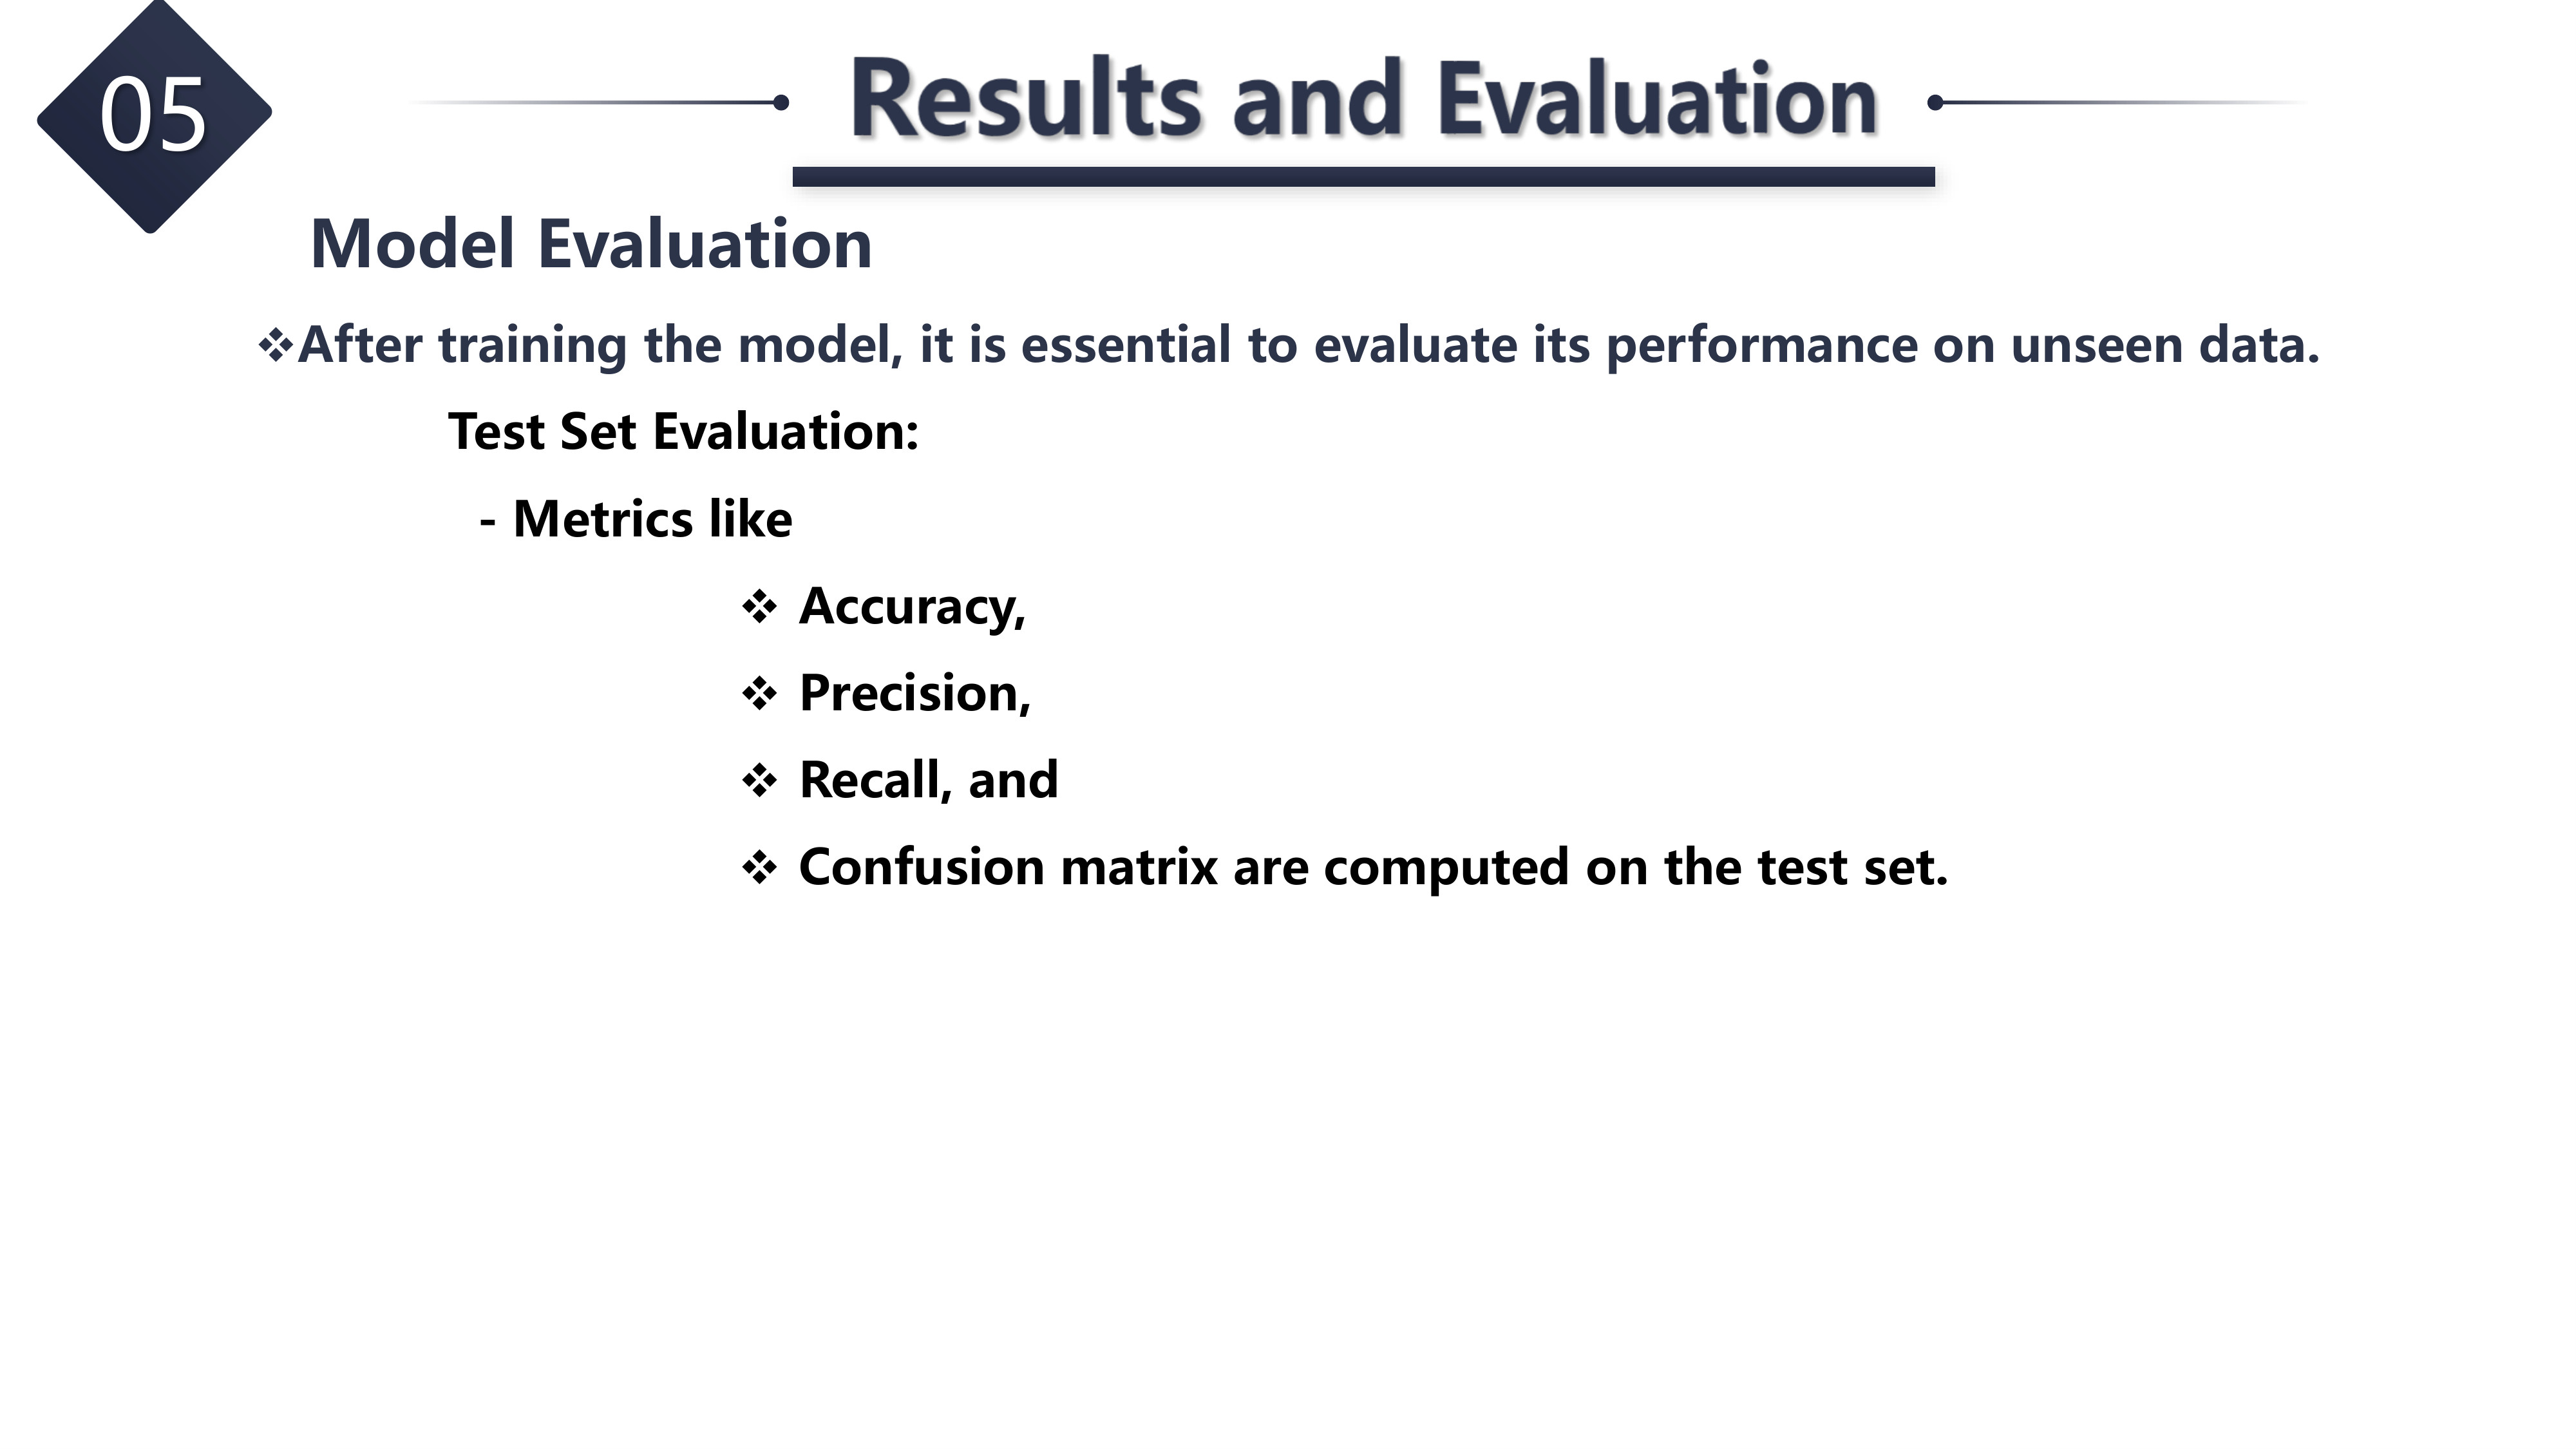 05
Results and Evaluation
Model Evaluation
❖After training the model, it is essential to evaluate its performance on unseen data.
Test Set Evaluation:
- Metrics like
❖ Accuracy,
❖ Precision,
❖ Recall, and
❖ Confusion matrix are computed on the test set.